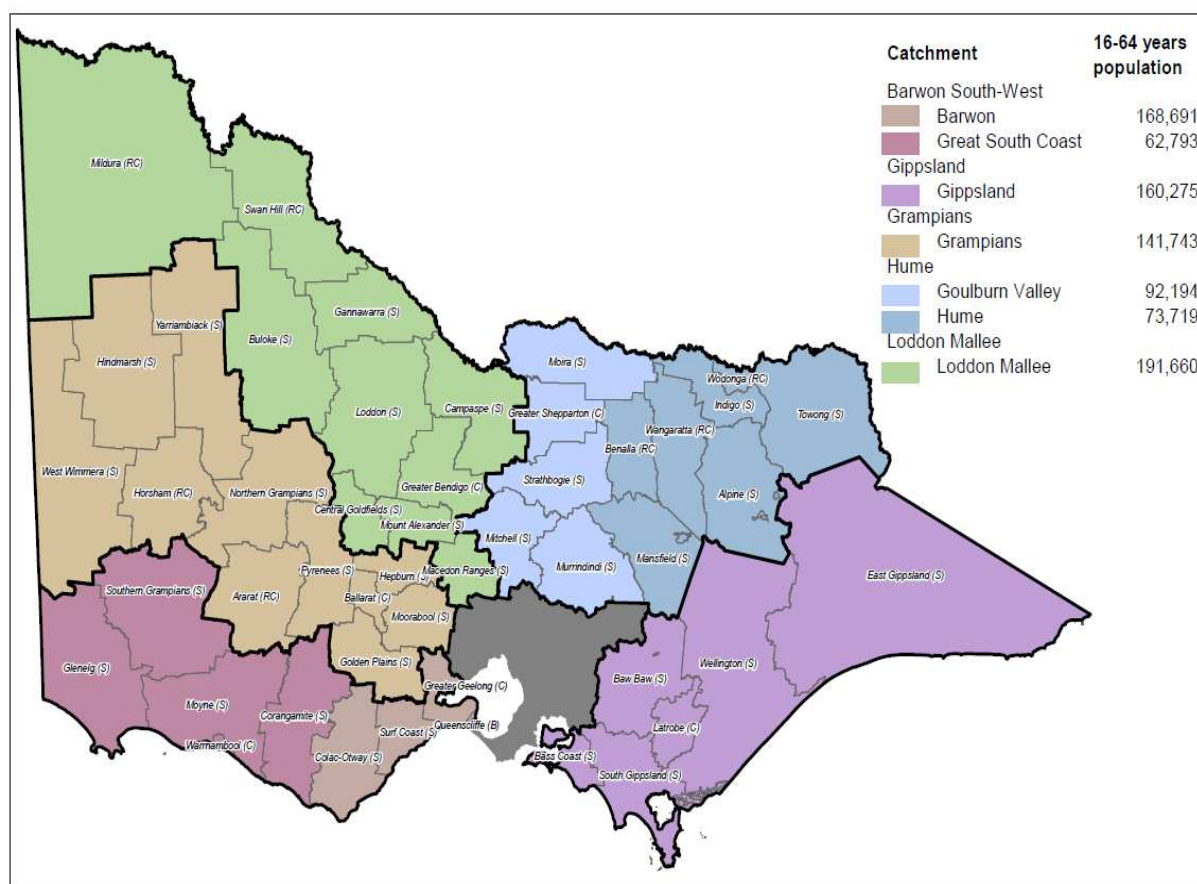 Catchment 16-64 years population
Barwon South-West
Barwon 168,691
Great South Coast 62,793
Gippsland
Gippsland 160,275
Grampians
Grampians 141,743
Hume
Goulburn Valley 92,194
Hume 73,719
Loddon Mallee
Loddon Mallee 191,660
Mildura (RC)
Swan Hill (RC)
Gannawarra (S)
Yarriambiack (S)
Buloke (S)
Hindmarsh (S)
Moira (S)
Wodonga (RC)
Indigo (S)
Towong (S)
Loddon (S)
Campaspe (S)
Greater Shepparton (C)
Wangaratta (RC)
Benalla (RC)
West Wimmera (S)
Horsham (RC)
Northern Grampians (S)
Greater Bendigo (C)
Strathbogie (S)
Alpine (S)
Central Goldfields (S)
Mount Alexander (S)
Mitchell (S)
Mansfield (S)
Murrindindi (S)
Macedon Ranges (S)
East Gippsland (S)
Southern Grampians (S)
Ararat (RC)
Pyrenees (S)
Hepburn (S)
Ballarat (C)
Moorabool (S)
Golden Plains (S)
Glenelg (S)
Moyne (S)
Corangamite (S)
Warrnambool (C)
Colac-Otway (S)
Surf Coast (S)
Greater Geelong (C)
Queenscliffe (B)
Baw Baw (S)
Wellington (S)
Latrobe (C)
Bass Coast (S)
South Gippsland (S)